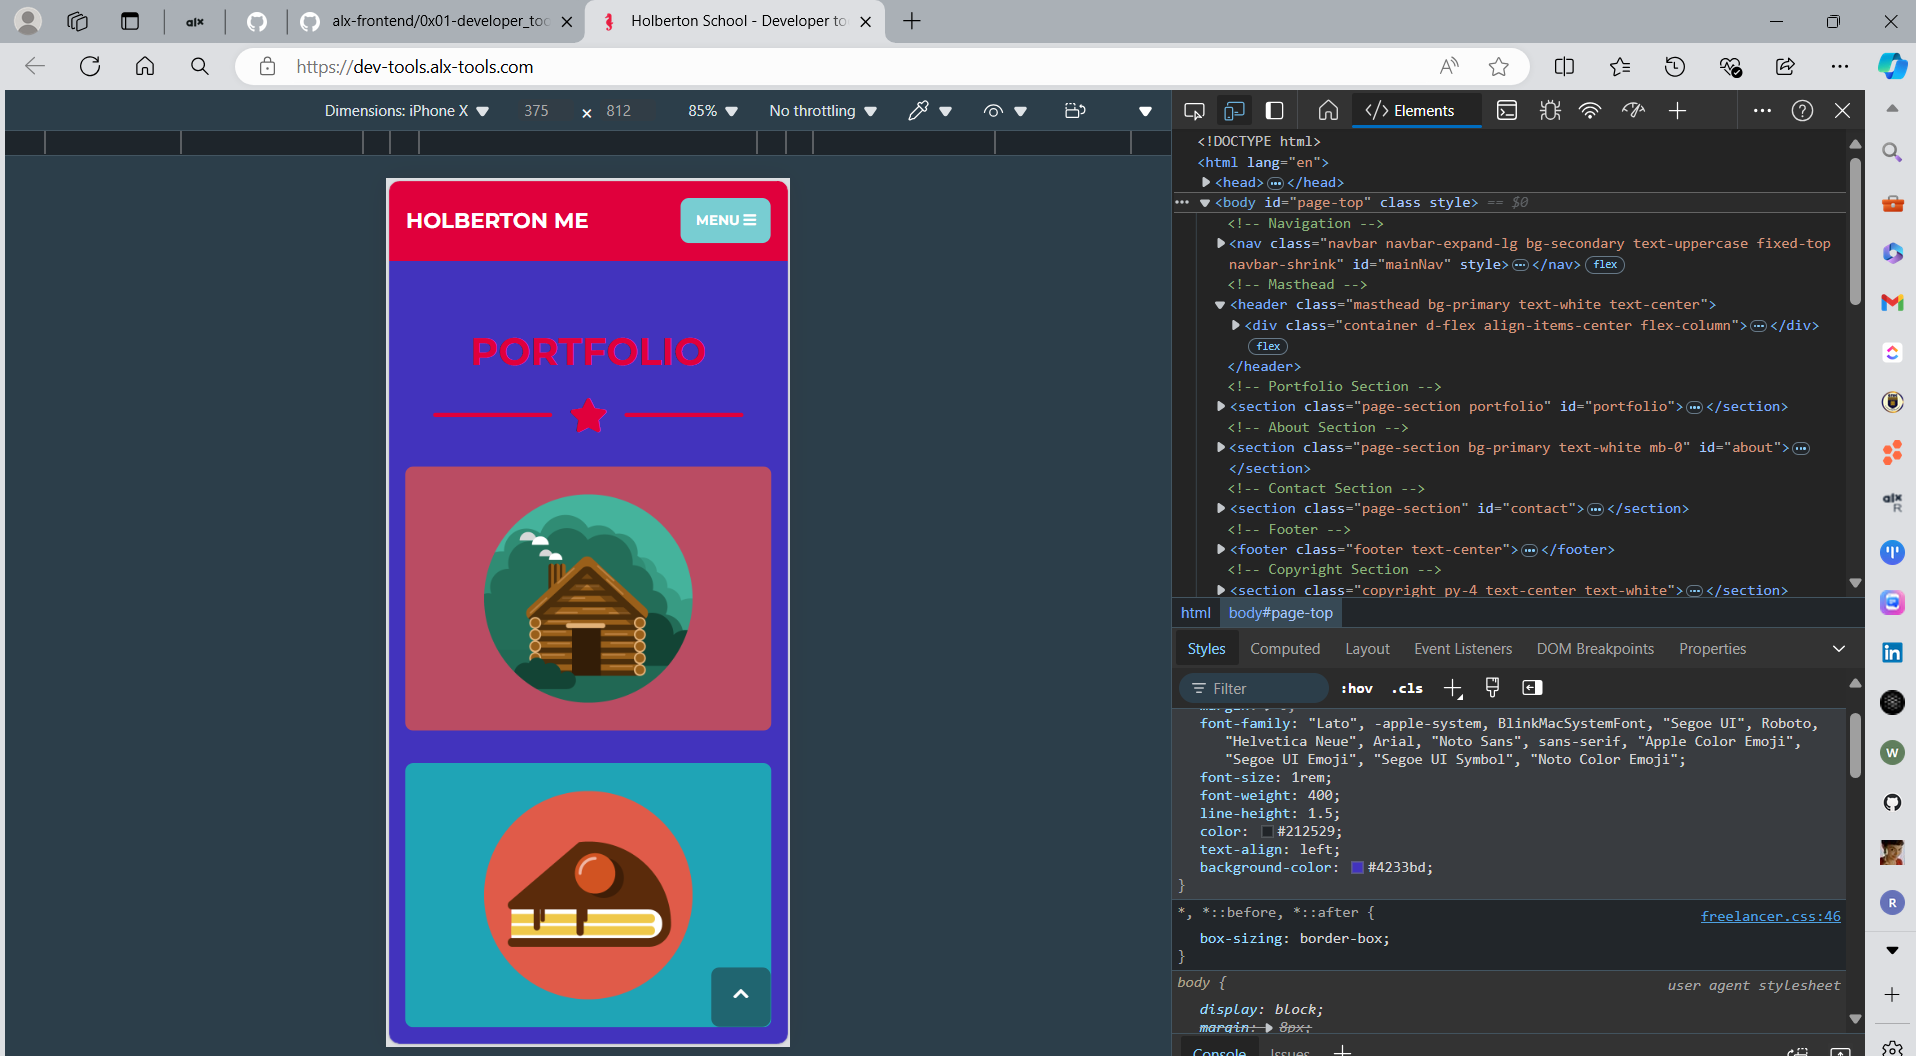 alx
alx-frontend/0x01-developer_too
Holberton School - Developer to
https://dev-tools.alx-tools.com
Dimensions: iPhone X
375 × 812
85%
No throttling
HOLBERTON ME
MENU
PORTFOLIO
Elements
<!DOCTYPE html>
<html lang="en">
<head>…</head>
… <body id="page-top" class style> == $0
<!-- Navigation -->
<nav class="navbar navbar-expand-lg bg-secondary text-uppercase fixed-top
navbar-shrink" id="mainNav" style>…</nav> flex
<!-- Masthead -->
<header class="masthead bg-primary text-white text-center">
<div class="container d-flex align-items-center flex-column">…</div>
flex
</header>
<!-- Portfolio Section -->
<section class="page-section portfolio" id="portfolio">…</section>
<!-- About Section -->
<section class="page-section bg-primary text-white mb-0" id="about">…
</section>
<!-- Contact Section -->
<section class="page-section" id="contact">…</section>
<!-- Footer -->
<footer class="footer text-center">…</footer>
<!-- Copyright Section -->
<section class="copyright py-4 text-center text-white">…</section>
html body#page-top
Styles Computed Layout Event Listeners DOM Breakpoints Properties
Filter :hov .cls
font-family: "Lato", -apple-system, BlinkMacSystemFont, "Segoe UI", Roboto,
"Helvetica Neue", Arial, "Noto Sans", sans-serif, "Apple Color Emoji",
"Segoe UI Emoji", "Segoe UI Symbol", "Noto Color Emoji";
font-size: 1rem;
font-weight: 400;
line-height: 1.5;
color: #212529;
text-align: left;
background-color: #4233bd;
}
*, *::before, *::after {
freelancer.css:46
box-sizing: border-box;
}
body {
user agent stylesheet
display: block;
margin: 8px;
Console Issues
alx
R
in
W
R